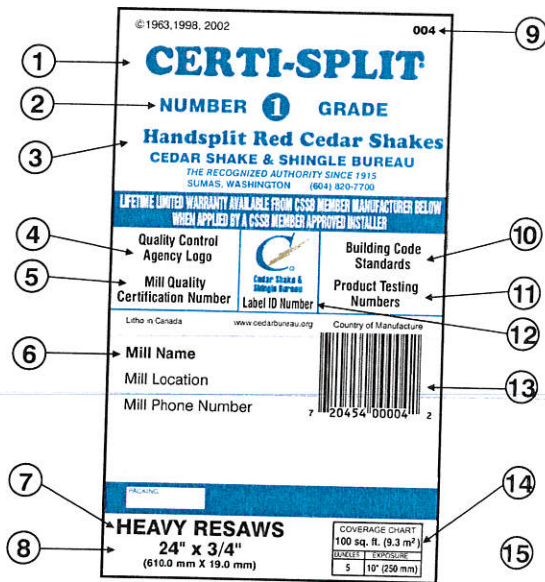 ©1963,1998, 2002
004
9
1
CERTI-SPLIT
2
NUMBER 1 GRADE
3
Handsplit Red Cedar Shakes
CEDAR SHAKE & SHINGLE BUREAU
THE RECOGNIZED AUTHORITY SINCE 1915
SUMAS, WASHINGTON (604) 820-7700
LIFETIME LIMITED WARRANTY AVAILABLE FROM CSSB MEMBER MANUFACTURER BELOW
WHEN APPLIED BY A CSSB MEMBER APPROVED INSTALLER
4
Quality Control
Agency Logo
5
Mill Quality
Certification Number
C
Cedar Shake &
Shingle Bureau
Label ID Number
Building Code
Standards
10
Product Testing
Numbers
11
12
Litho in Canada www.cedarbureau.org Country of Manufacture
6
Mill Name
Mill Location
Mill Phone Number
13
7 20454 00004 2
PACKING
7
HEAVY RESAWS
8
24" x 3/4"
(610.0 mm X 19.0 mm)
14
COVERAGE CHART
100 sq. ft. (9.3 m²)
BUNDLES EXPOSURE
5 10" (250 mm)
15